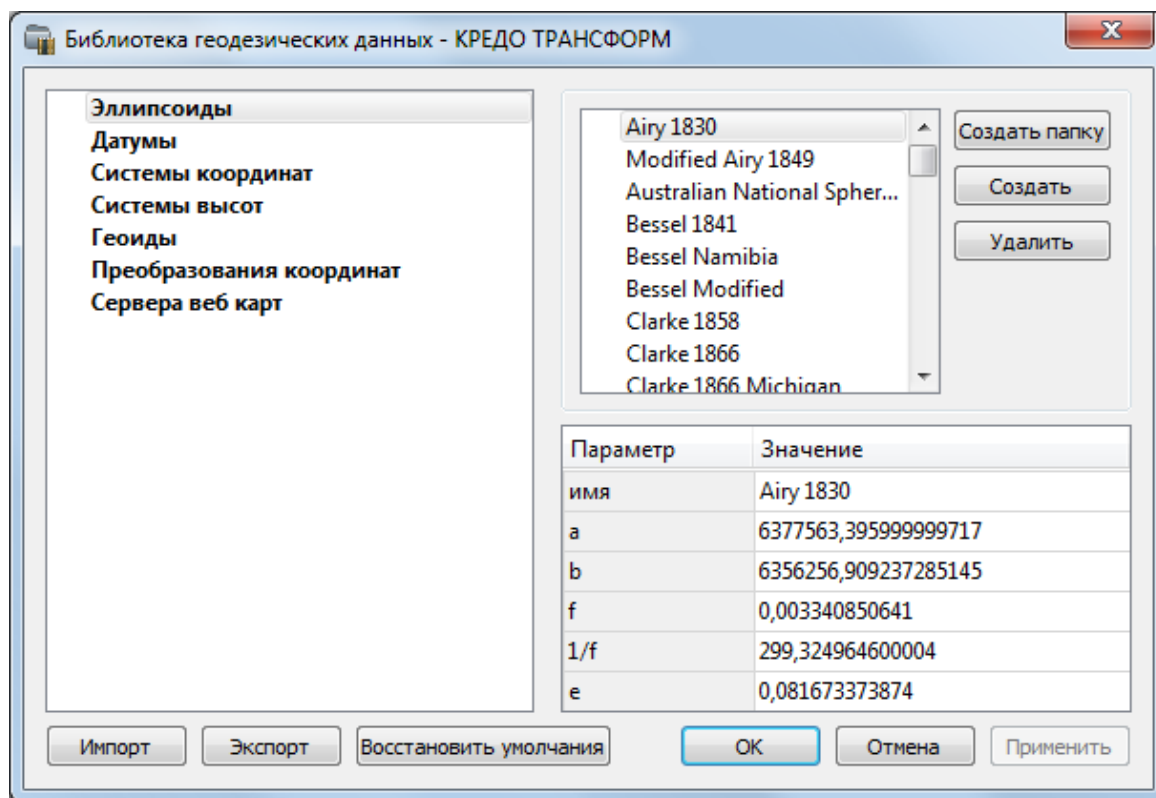 Библиотека геодезических данных - КРЕДО ТРАНСФОРМ
Эллипсоиды
Датумы
Системы координат
Системы высот
Геоиды
Преобразования координат
Сервера веб карт
Airy 1830
Modified Airy 1849
Australian National Spher...
Bessel 1841
Bessel Namibia
Bessel Modified
Clarke 1858
Clarke 1866
Clarke 1866 Michigan
Создать папку
Создать
Удалить
Параметр Значение
имя Airy 1830
a 6377563,395999999717
b 6356256,909237285145
f 0,003340850641
1/f 299,324964600004
e 0,081673373874
Импорт Экспорт Восстановить умолчания OK Отмена Применить